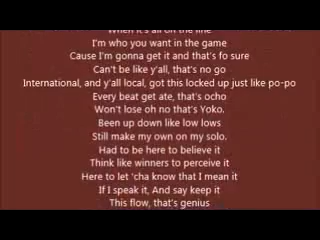 When it's all on the line
I'm who you want in the game
Cause I'm gonna get it and that's fo sure
Can't be like y'all, that's no go
International, and y'all local, got this locked up just like po-po
Every beat get ate, that's ocho
Won't lose oh no that's Yoko.
Been up down like low lows
Still make my own on my solo.
Had to be here to believe it
Think like winners to perceive it
Here to let 'cha know that I mean it
If I speak it, And say keep it
This flow, that's genius